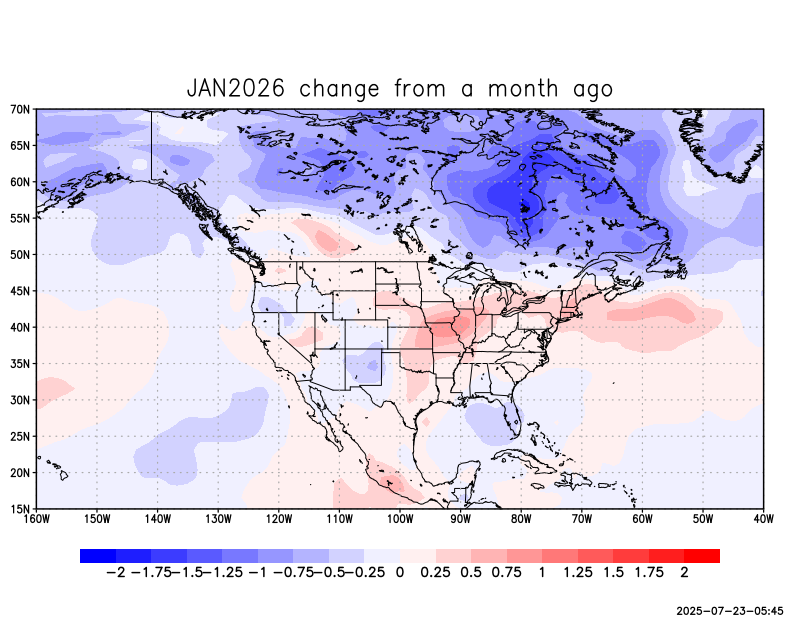 JAN2026 change from a month ago
70N
65N
60N
55N
50N
45N
40N
35N
30N
25N
20N
15N
160W 150W 140W 130W 120W 110W 100W 90W 80W 70W 60W 50W 40W
−2 −1.75 −1.5 −1.25 −1 −0.75 −0.5 −0.25 0 0.25 0.5 0.75 1 1.25 1.5 1.75 2
2025-07-23-05:45